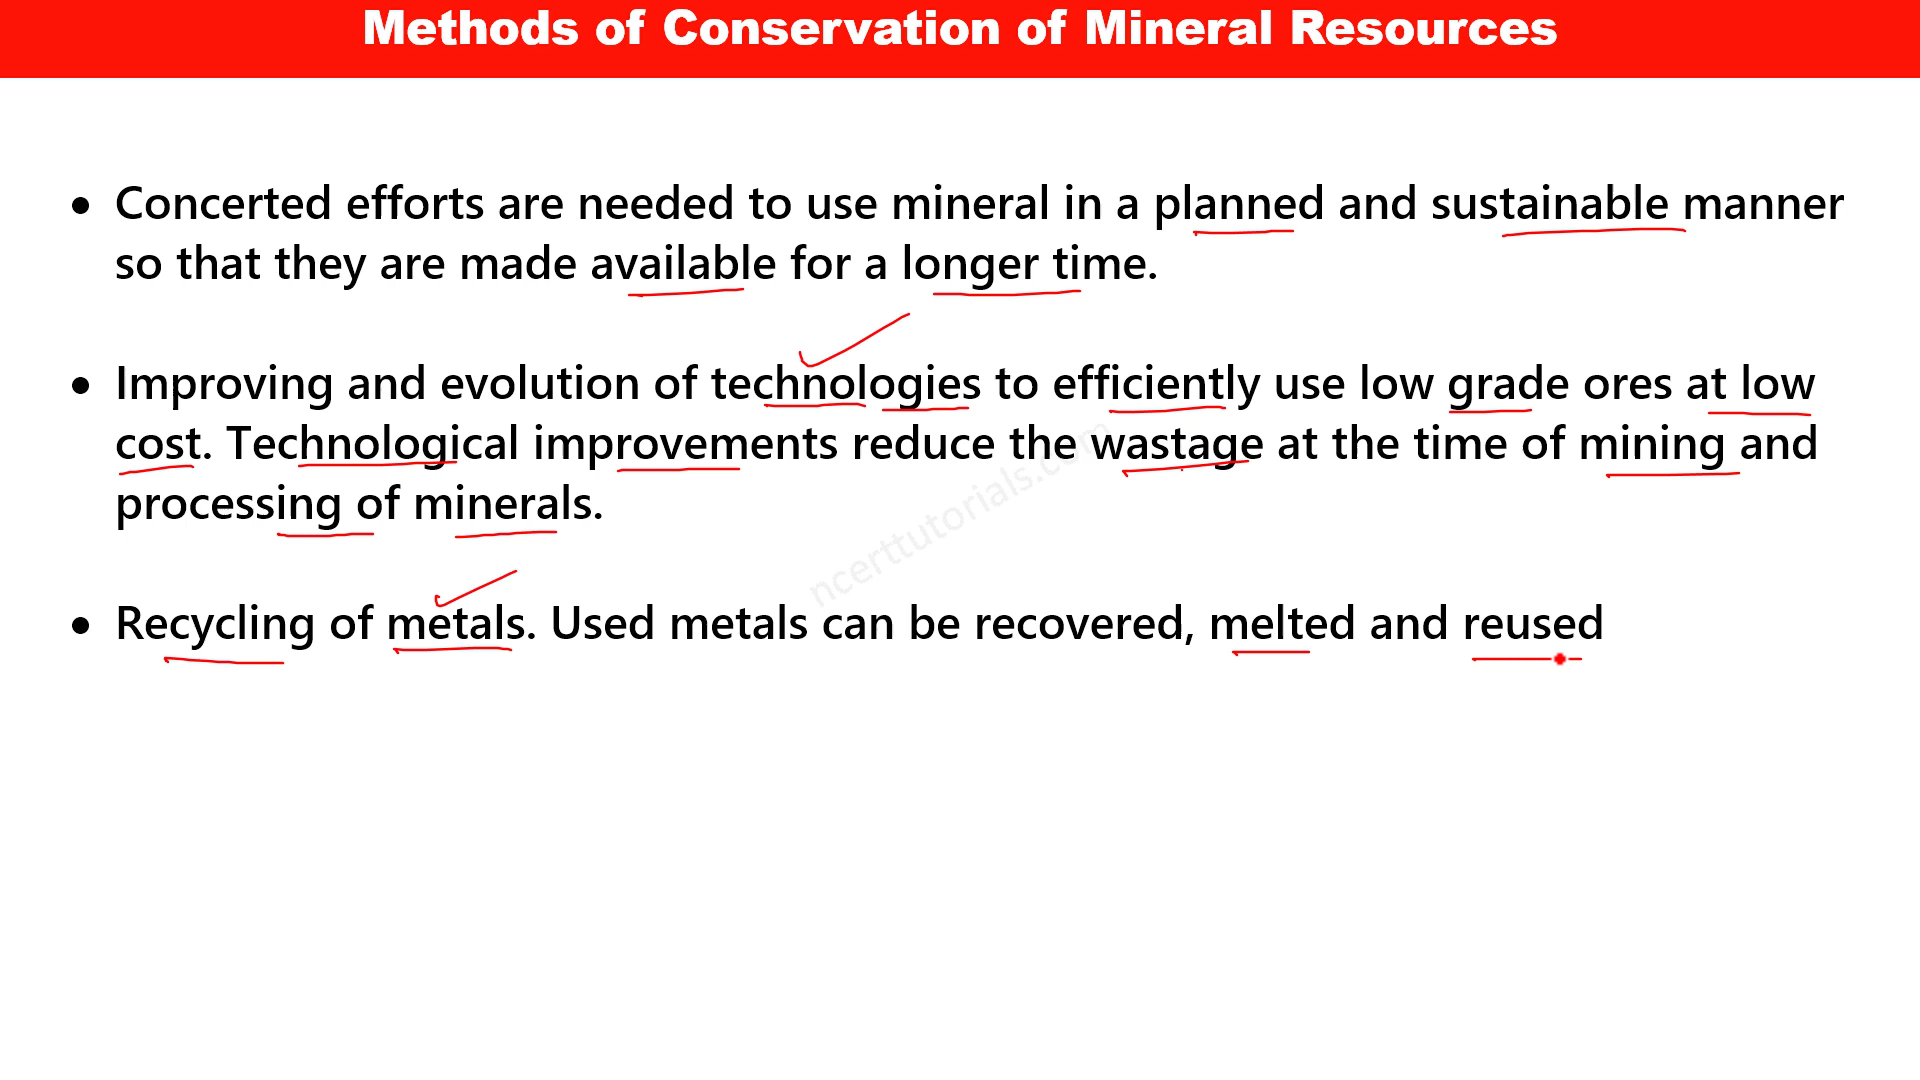 Methods of Conservation of Mineral Resources
• Concerted efforts are needed to use mineral in a planned and sustainable manner
so that they are made available for a longer time.
• Improving and evolution of technologies to efficiently use low grade ores at low
cost. Technological improvements reduce the wastage at the time of mining and
processing of minerals.
ncerttutorials.com
• Recycling of metals. Used metals can be recovered, melted and reused